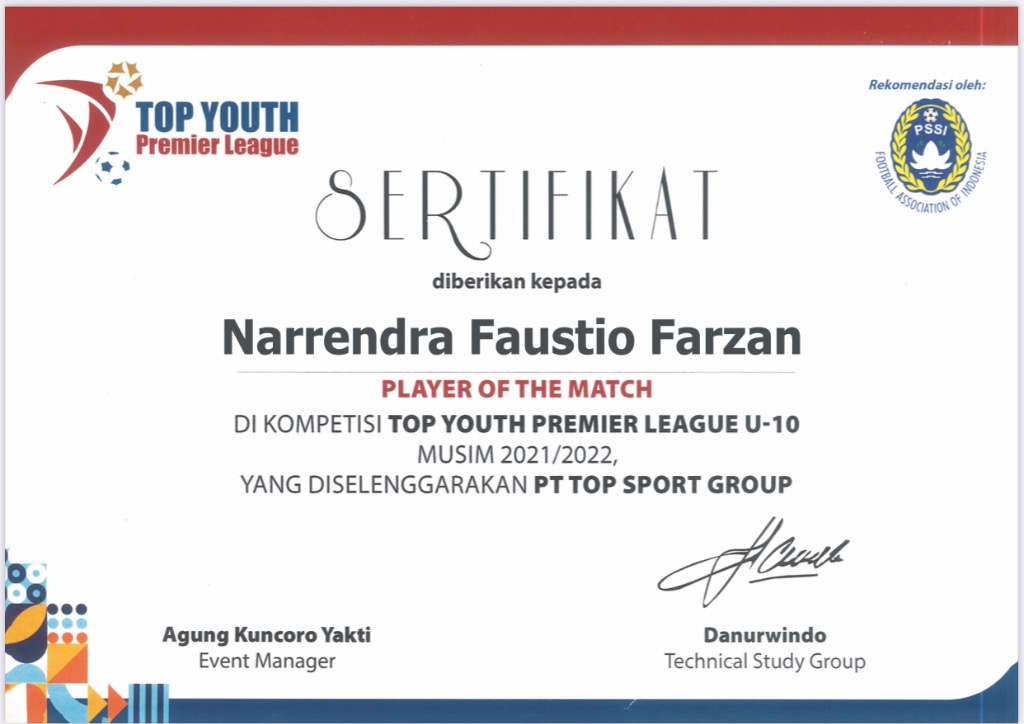 TOP YOUTH
Premier League
Rekomendasi oleh:
PSSI
FOOTBALL ASSOCIATION OF INDONESIA
SERTIFIKAT
diberikan kepada
Narrendra Faustio Farzan
PLAYER OF THE MATCH
DI KOMPETISI TOP YOUTH PREMIER LEAGUE U-10
MUSIM 2021/2022,
YANG DISELENGGARAKAN PT TOP SPORT GROUP
Agung Kuncoro Yakti
Event Manager
Danurwindo
Technical Study Group